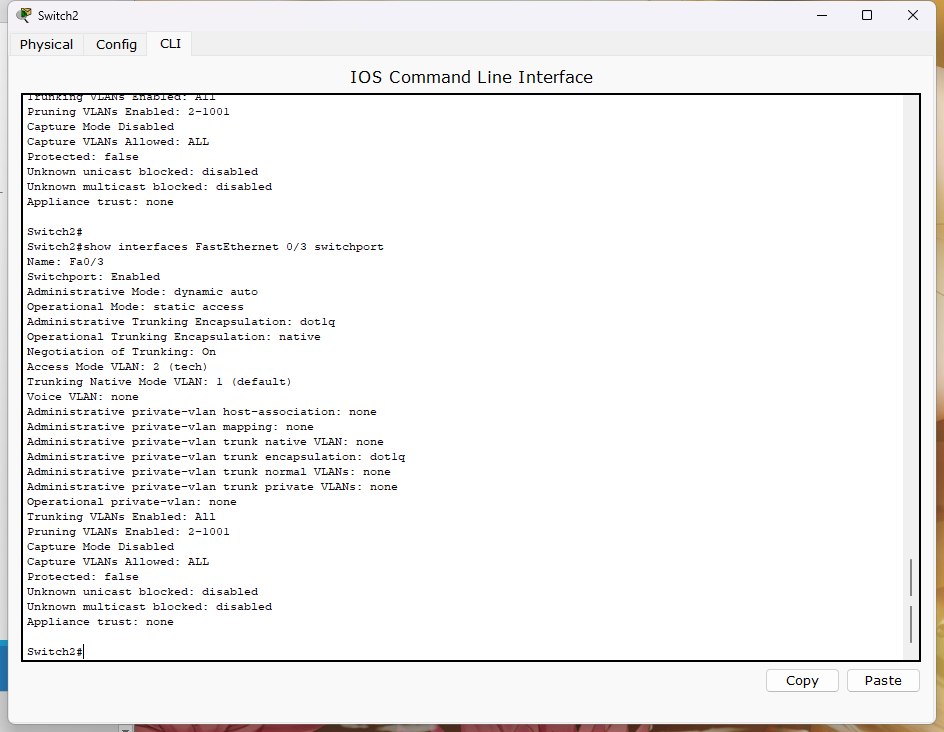 Switch2
Physical Config CLI
IOS Command Line Interface
Trunking VLANs Enabled: All
Pruning VLANs Enabled: 2-1001
Capture Mode Disabled
Capture VLANs Allowed: ALL
Protected: false
Unknown unicast blocked: disabled
Unknown multicast blocked: disabled
Appliance trust: none
Switch2#
Switch2#show interfaces FastEthernet 0/3 switchport
Name: Fa0/3
Switchport: Enabled
Administrative Mode: dynamic auto
Operational Mode: static access
Administrative Trunking Encapsulation: dot1q
Operational Trunking Encapsulation: native
Negotiation of Trunking: On
Access Mode VLAN: 2 (tech)
Trunking Native Mode VLAN: 1 (default)
Voice VLAN: none
Administrative private-vlan host-association: none
Administrative private-vlan mapping: none
Administrative private-vlan trunk native VLAN: none
Administrative private-vlan trunk encapsulation: dot1q
Administrative private-vlan trunk normal VLANs: none
Administrative private-vlan trunk private VLANs: none
Operational private-vlan: none
Trunking VLANs Enabled: All
Pruning VLANs Enabled: 2-1001
Capture Mode Disabled
Capture VLANs Allowed: ALL
Protected: false
Unknown unicast blocked: disabled
Unknown multicast blocked: disabled
Appliance trust: none
Switch2#
Copy Paste